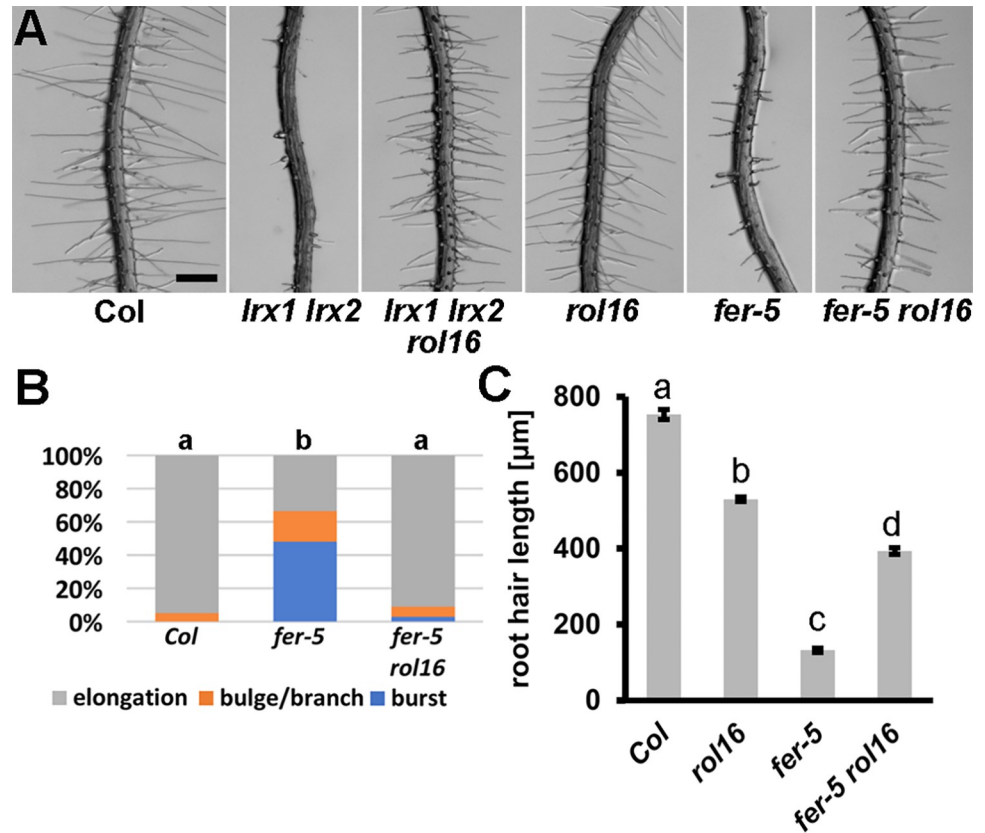 A
Col
lrx1 lrx2
lrx1 lrx2
rol16
rol16
fer-5
fer-5 rol16
B
a
b
a
100%
80%
60%
40%
20%
0%
Col
fer-5
fer-5
rol16
elongation
bulge/branch
burst
C
root hair length [µm]
800
600
400
200
0
a
b
c
d
Col
rol16
fer-5
fer-5 rol16